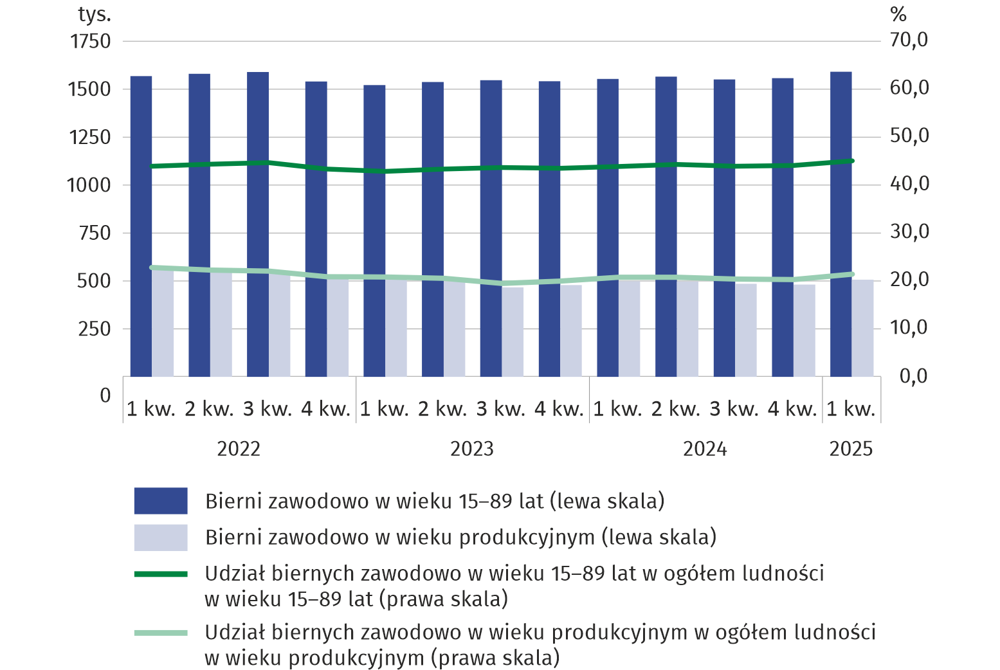 tys. %
1750 70,0
1500 60,0
1250 50,0
1000 40,0
750 30,0
500 20,0
250 10,0
0 0,0
1 kw. 2 kw. 3 kw. 4 kw. 1 kw. 2 kw. 3 kw. 4 kw. 1 kw. 2 kw. 3 kw. 4 kw. 1 kw.
2022 2023 2024 2025
Bierni zawodowo w wieku 15–89 lat (lewa skala)
Bierni zawodowo w wieku produkcyjnym (lewa skala)
Udział biernych zawodowo w wieku 15–89 lat w ogółem ludności
w wieku 15–89 lat (prawa skala)
Udział biernych zawodowo w wieku produkcyjnym w ogółem ludności
w wieku produkcyjnym (prawa skala)